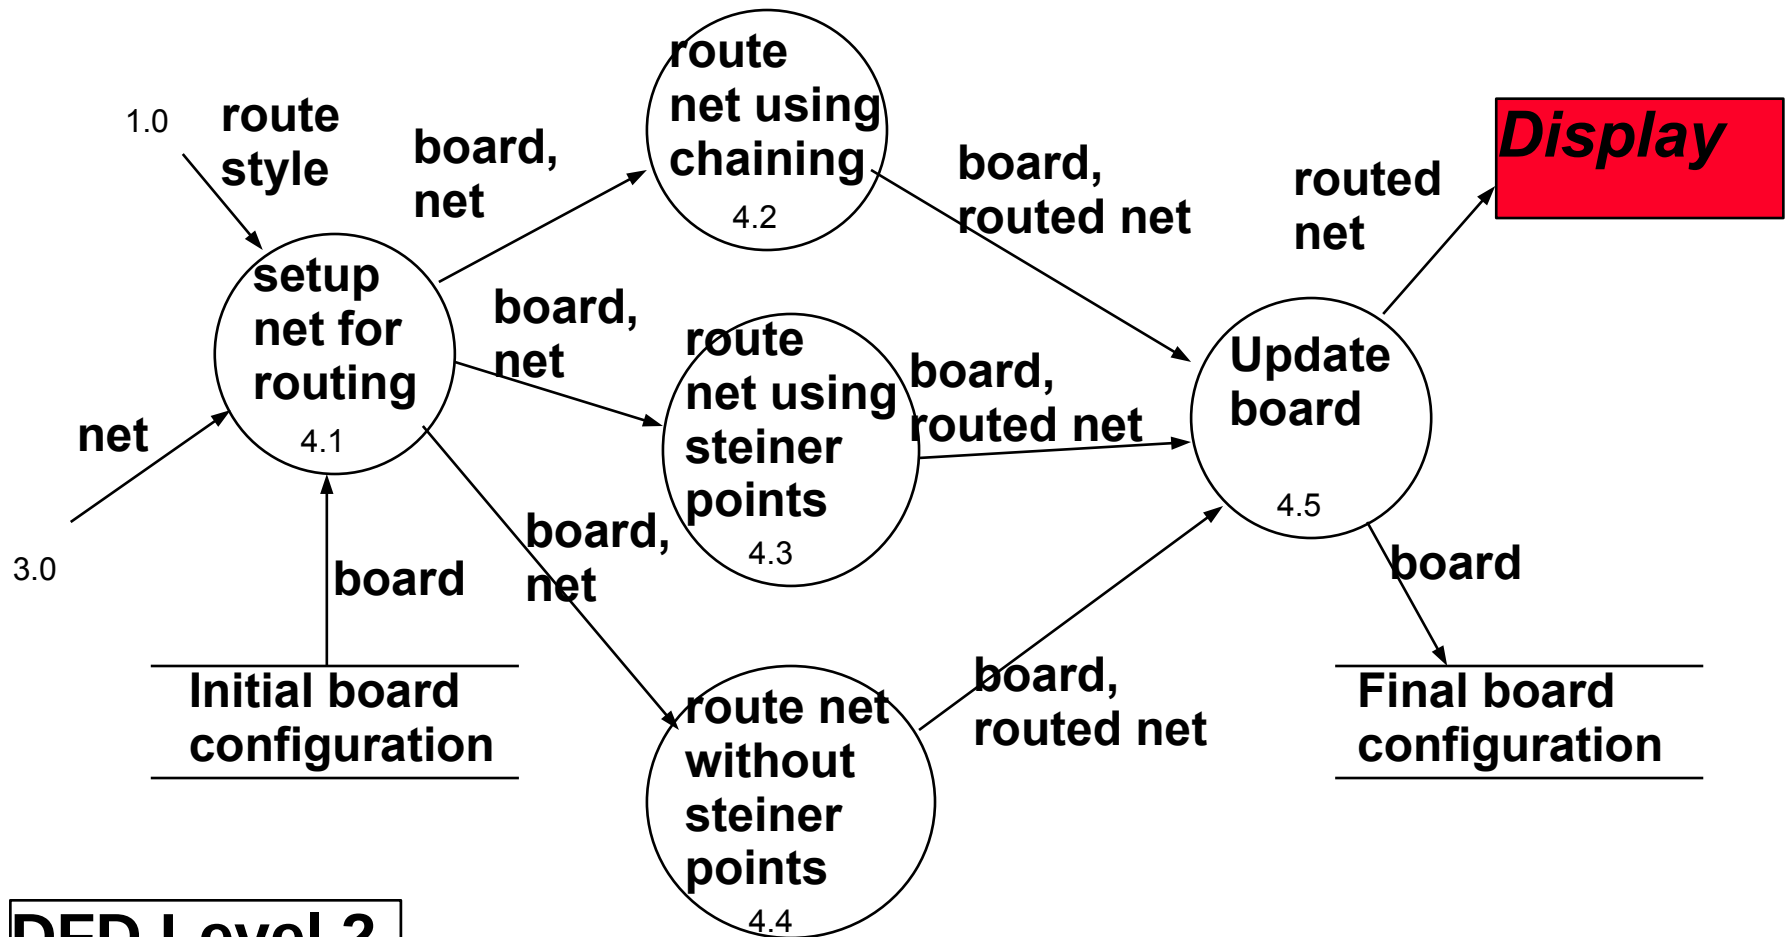 1.0
route
style
board,
net
route
net using
chaining
4.2
board,
routed net
routed
net
Display
setup
net for
routing
4.1
board,
net
route
net using
steiner
points
4.3
board,
routed net
Update
board
4.5
net
3.0
board
board,
net
board
Initial board
configuration
route net
without
steiner
points
4.4
board,
routed net
Final board
configuration
DFD Level 2